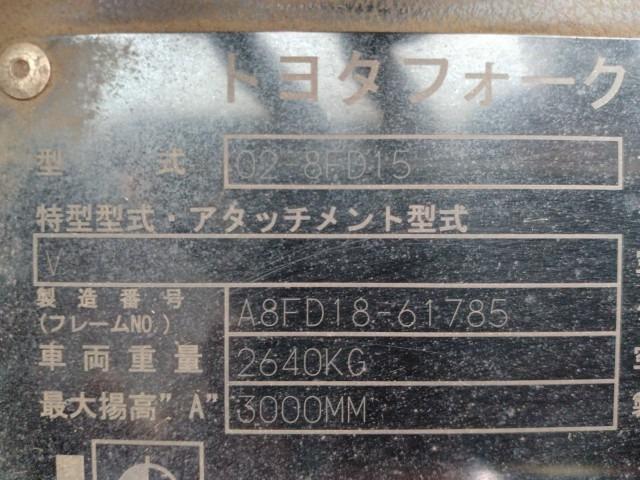 トヨタフォーク
型 式 02-8FD15
特型型式・アタッチメント型式
V
製造番号 (フレームNO.) A8FD18-61785
車両重量 2640KG
最大揚高"A" 3000MM